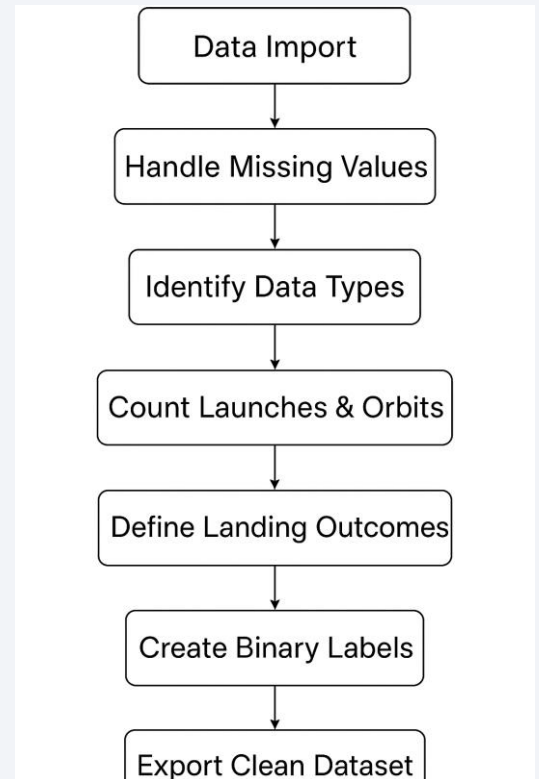 Data Import
Handle Missing Values
Identify Data Types
Count Launches & Orbits
Define Landing Outcomes
Create Binary Labels
Export Clean Dataset